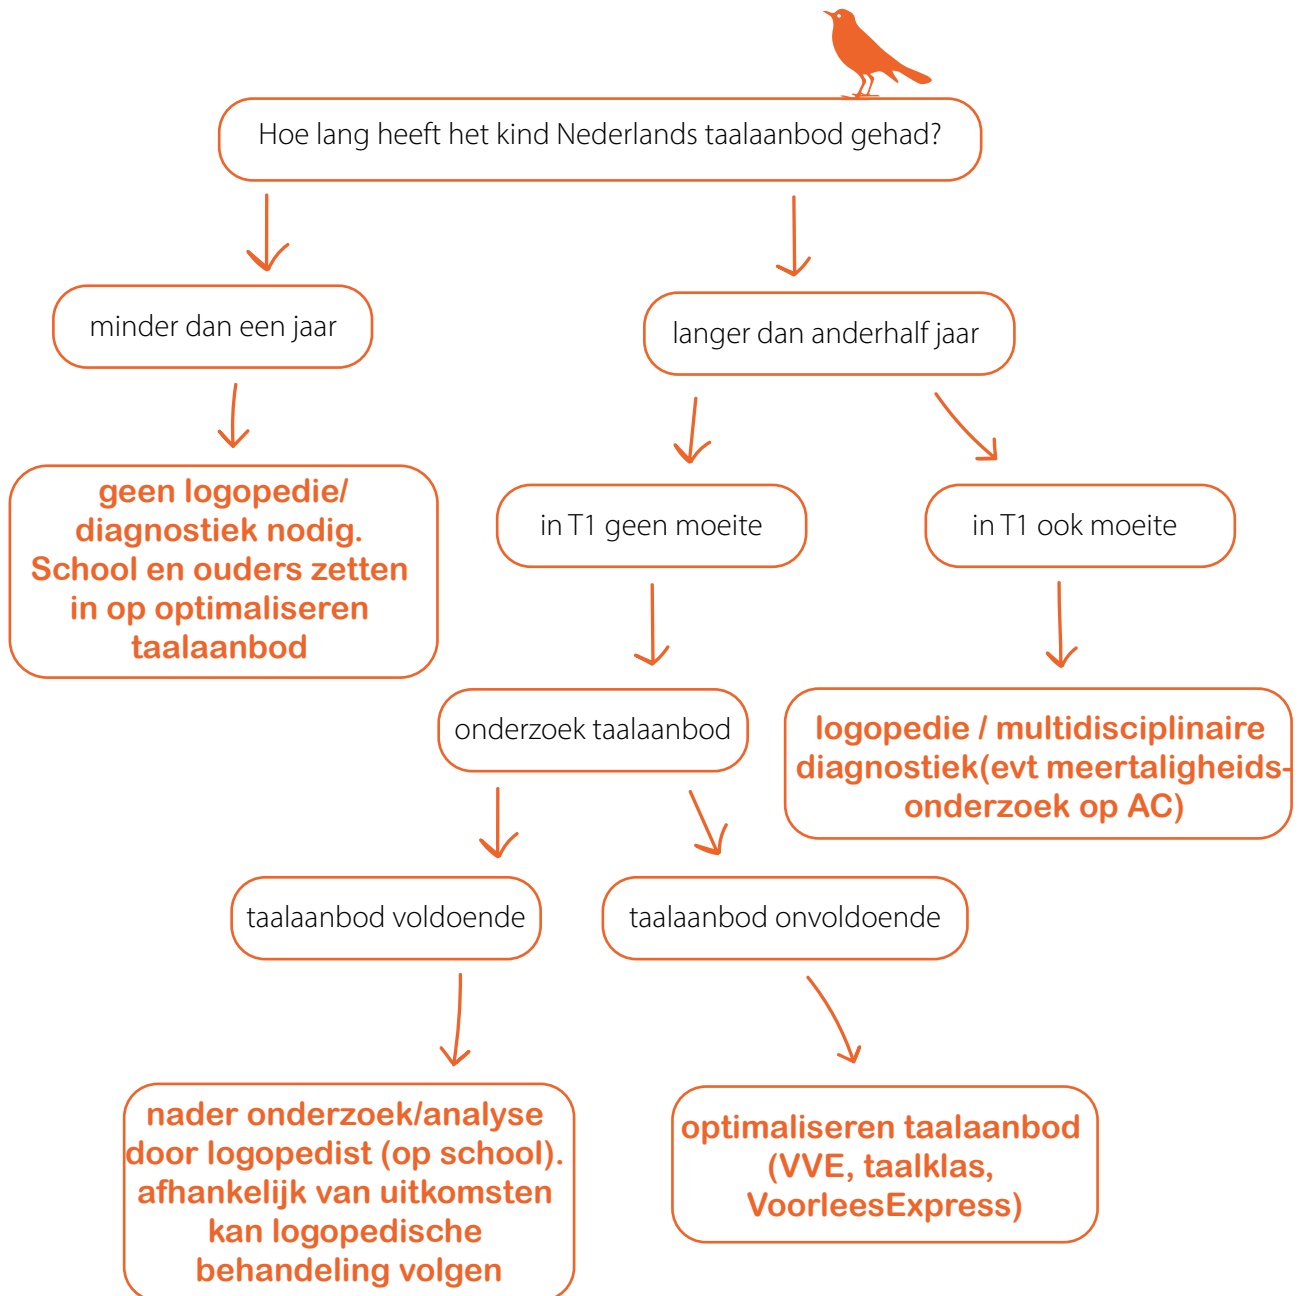 Hoe lang heeft het kind Nederlands taalaanbod gehad?
minder dan een jaar
langer dan anderhalf jaar
geen logopedie/
diagnostiek nodig.
School en ouders zetten
in op optimaliseren
taalaanbod
in T1 geen moeite
in T1 ook moeite
onderzoek taalaanbod
logopedie / multidisciplinaire
diagnostiek(evt meertaligheids-
onderzoek op AC)
taalaanbod voldoende
taalaanbod onvoldoende
nader onderzoek/analyse
door logopedist (op school).
afhankelijk van uitkomsten
kan logopedische
behandeling volgen
optimaliseren taalaanbod
(VVE, taalklas,
VoorleesExpress)